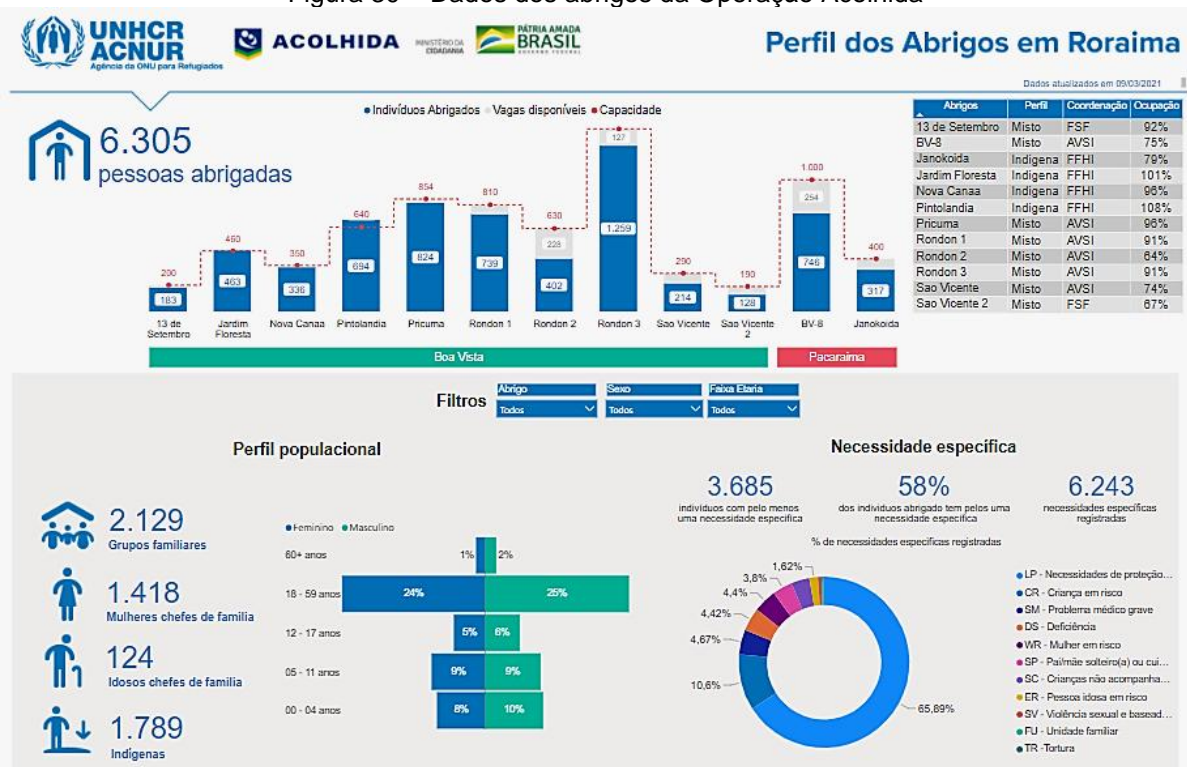 UNHCR
ACNUR
Agência da ONU para Refugiados
ACOLHIDA
MINISTÉRIO DA
CIDADANIA
PÁTRIA AMADA
BRASIL
GOVERNO FEDERAL
Perfil dos Abrigos em Roraima
Dados atualizados em 09/03/2021
6.305
pessoas abrigadas
Indivíduos Abrigados Vagas disponíveis Capacidade
200 460 350 640 854 810 630 127 290 190 1.000 400
228 254
183 463 336 694 824 739 402 1.259 214 128 746 317
13 de Setembro Jardim Floresta Nova Canaa Pintolandia Pricuma Rondon 1 Rondon 2 Rondon 3 Sao Vicente Sao Vicente 2 BV-8 Janokoida
Boa Vista Pacaraima
Abrigos Perfil Coordenação Ocupação
13 de Setembro Misto FSF 92%
BV-8 Misto AVSI 75%
Janokoida Indigena FFHI 79%
Jardim Floresta Indigena FFHI 101%
Nova Canaa Indigena FFHI 96%
Pintolandia Indigena FFHI 108%
Pricuma Misto AVSI 96%
Rondon 1 Misto AVSI 91%
Rondon 2 Misto AVSI 64%
Rondon 3 Misto AVSI 91%
Sao Vicente Misto AVSI 74%
Sao Vicente 2 Misto FSF 67%
Filtros
Abrigo Sexo Faixa Etaria
Todos Todos Todos
Perfil populacional
2.129
Grupos familiares
1.418
Mulheres chefes de familia
124
Idosos chefes de familia
1.789
Indígenas
Feminino Masculino
60+ anos 1% 2%
18 - 59 anos 24% 25%
12 - 17 anos 5% 6%
05 - 11 anos 9% 9%
00 - 04 anos 8% 10%
Necessidade específica
3.685
indivíduos com pelo menos
uma necessidade específica
58%
dos individuos abrigado tem pelos uma
necessidade específica
6.243
necessidades específicas
registradas
% de necessidades especificas registradas
1,62%
3,8%
4,4%
4,42%
4,67%
10,6%
65,89%
LP - Necessidades de proteção...
CR - Criança em risco
SM - Problema médico grave
DS - Deficiência
WR - Mulher em risco
SP - Pai/mãe solteiro(a) ou cui...
SC - Crianças não acompanha...
ER - Pessoa idosa em risco
SV - Violência sexual e basead...
FU - Unidade familiar
TR -Tortura